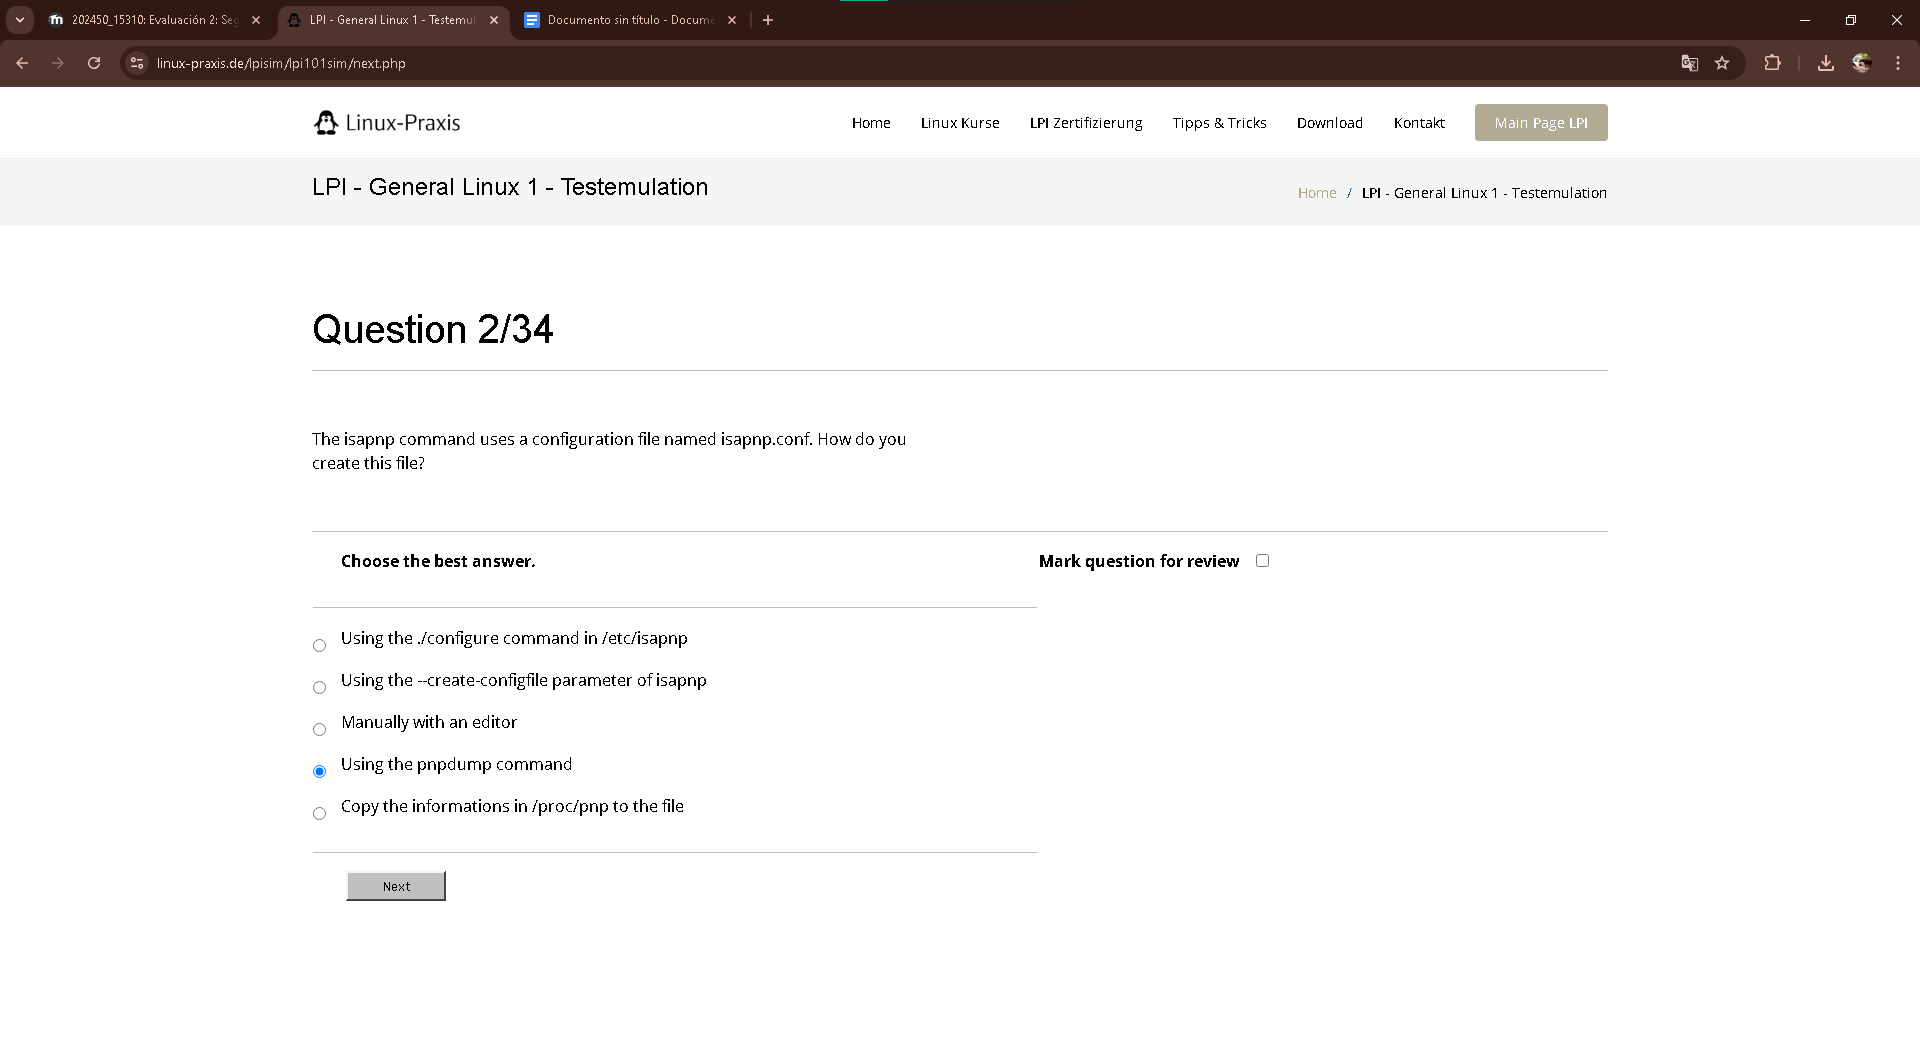 202450_15310: Evaluación 2: Seg
LPI - General Linux 1 - Testemul
Documento sin título - Docume
linux-praxis.de/lpisim/lpi101sim/next.php
Linux-Praxis
Home
Linux Kurse
LPI Zertifizierung
Tipps & Tricks
Download
Kontakt
Main Page LPI
LPI - General Linux 1 - Testemulation
Home / LPI - General Linux 1 - Testemulation
Question 2/34
The isapnp command uses a configuration file named isapnp.conf. How do you
create this file?
Choose the best answer.
Mark question for review
Using the ./configure command in /etc/isapnp
Using the --create-configfile parameter of isapnp
Manually with an editor
Using the pnpdump command
Copy the informations in /proc/pnp to the file
Next